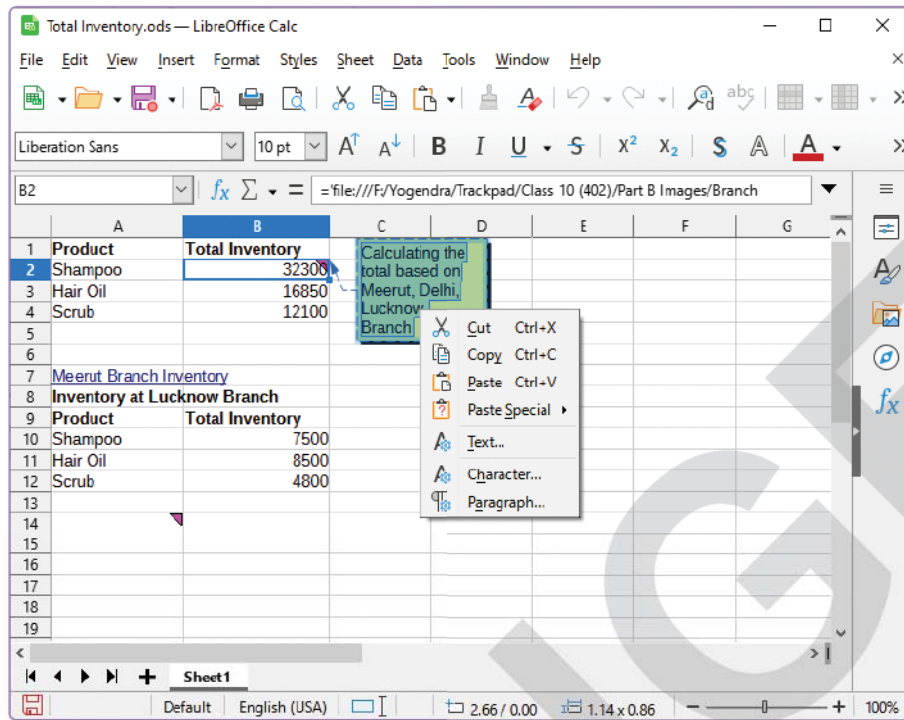 Total Inventory.ods — LibreOffice Calc
File Edit View Insert Format Styles Sheet Data Tools Window Help
Liberation Sans 10 pt A A B I U S X² X₂ S A A
B2 fx Σ = ='file:///F:/Yogendra/Trackpad/Class 10 (402)/Part B Images/Branch
A B C D E F G
1 Product Total Inventory
2 Shampoo 32300
3 Hair Oil 16850
4 Scrub 12100
5
6
7 Meerut Branch Inventory
8 Inventory at Lucknow Branch
9 Product Total Inventory
10 Shampoo 7500
11 Hair Oil 8500
12 Scrub 4800
13
14
15
16
17
18
19
Calculating the
total based on
Meerut, Delhi,
Lucknow
Branch
Cut Ctrl+X
Copy Ctrl+C
Paste Ctrl+V
Paste Special
Text...
Character...
Paragraph...
Sheet1
Default English (USA) 2.66 / 0.00 1.14 x 0.86 100%